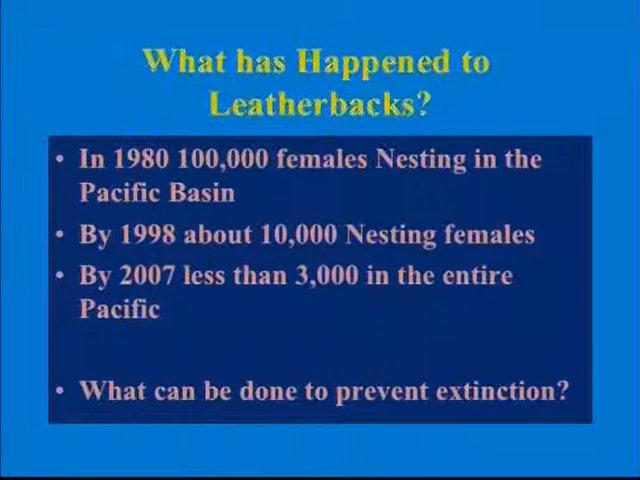 What has Happened to
Leatherbacks?
• In 1980 100,000 females Nesting in the
Pacific Basin
• By 1998 about 10,000 Nesting females
• By 2007 less than 3,000 in the entire
Pacific
• What can be done to prevent extinction?